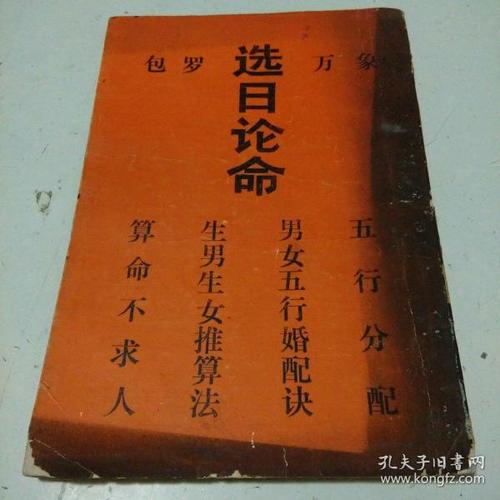 包罗万象
选日论命
五行分配
男女五行婚配诀
生男生女推算法
算命不求人
孔夫子旧书网
www.kongfz.com